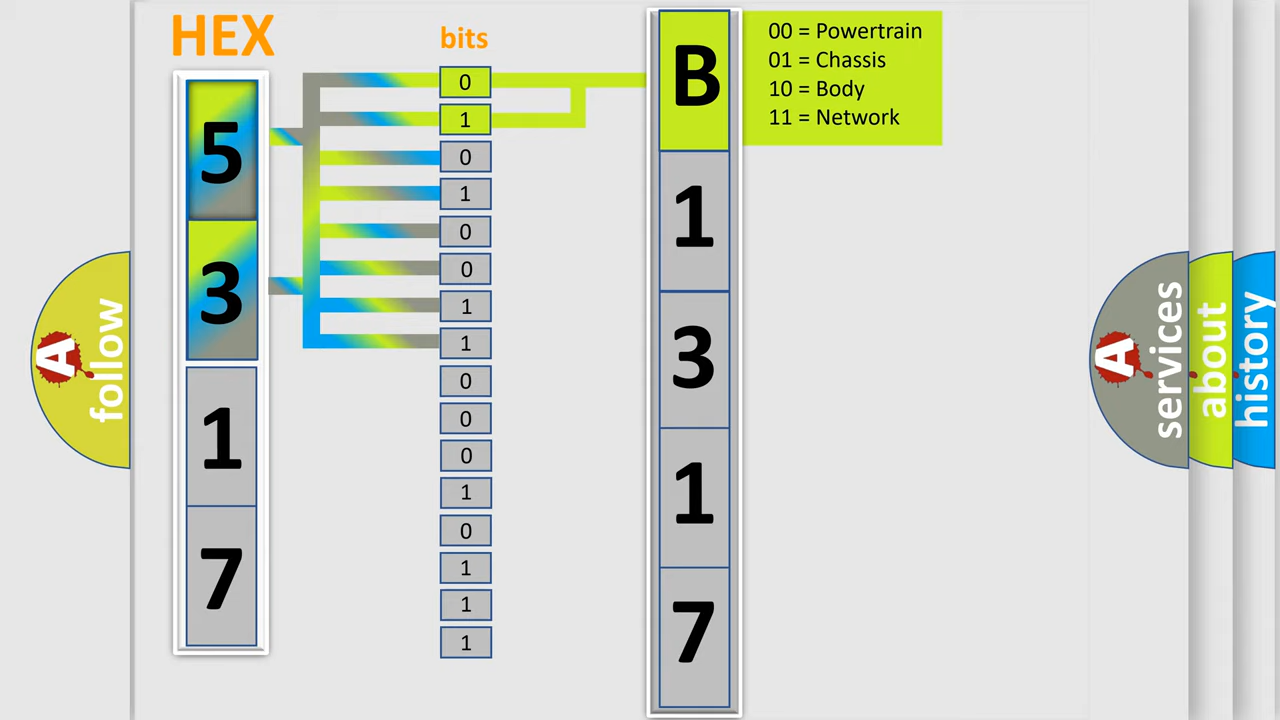 HEX
bits
5
3
1
7
0
1
0
1
0
0
1
1
0
0
0
1
0
1
1
1
B
1
3
1
7
00 = Powertrain
01 = Chassis
10 = Body
11 = Network
A
follow
A
services
about
history